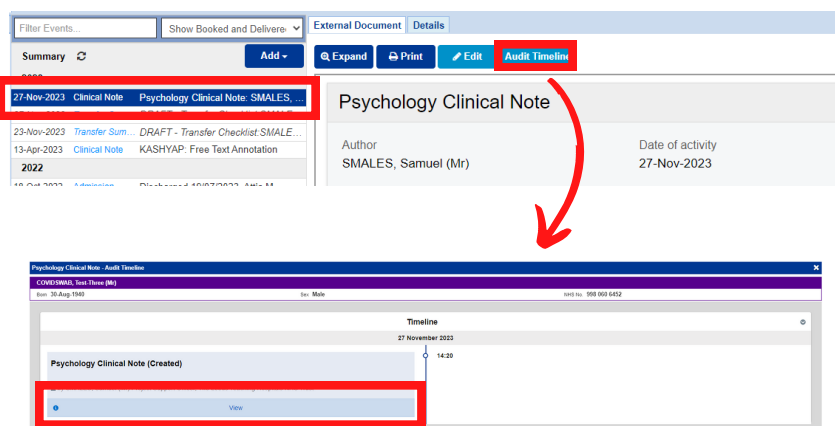 Filter Events...
Show Booked and Delivere
External Document
Details
Summary
Add
Expand
Print
Edit
Audit Timeline
27-Nov-2023 Clinical Note Psychology Clinical Note: SMALES, ...
23-Nov-2023 Transfer Sum... DRAFT - Transfer Checklist:SMALE...
13-Apr-2023 Clinical Note KASHYAP: Free Text Annotation
2022
Psychology Clinical Note
Author
Date of activity
SMALES, Samuel (Mr)
27-Nov-2023
Psychology Clinical Note - Audit Timeline
COVIDSWAB, Test-Three (Mr)
Born 30-Aug-1940
Sex Male
NHS No. 998 060 6452
Timeline
27 November 2023
14:20
Psychology Clinical Note (Created)
View